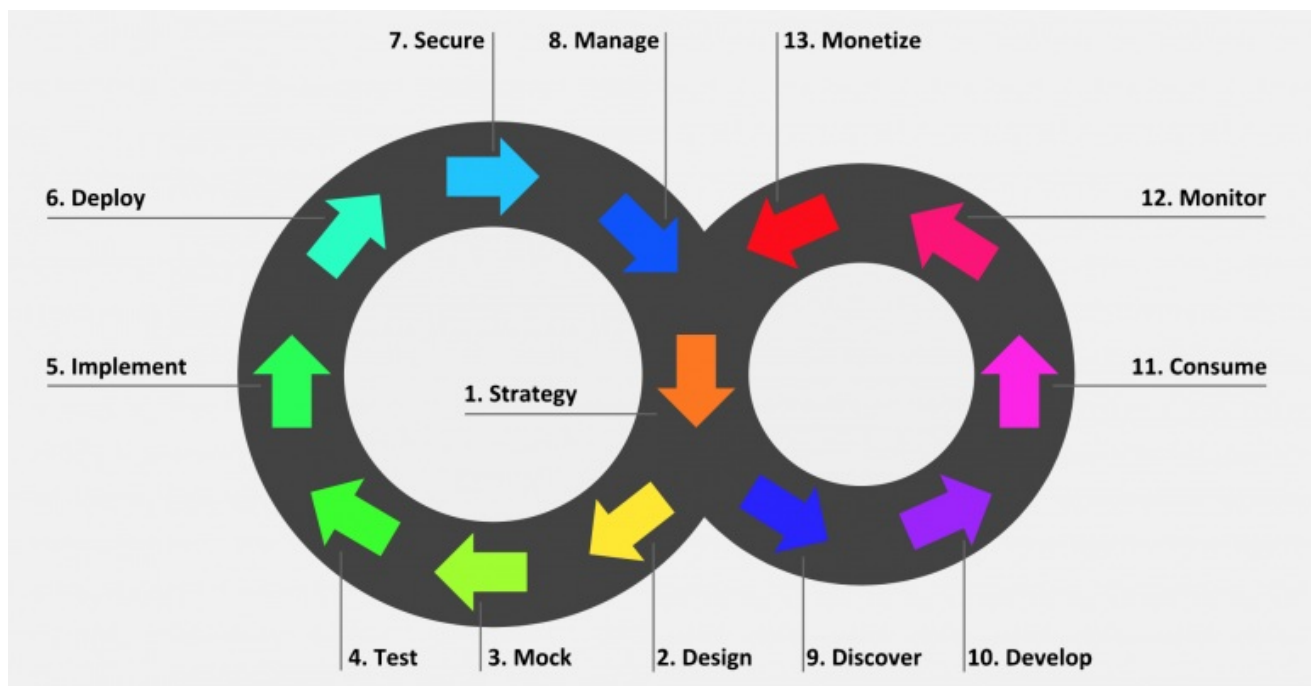 7. Secure
8. Manage
13. Monetize
6. Deploy
12. Monitor
5. Implement
1. Strategy
11. Consume
4. Test
3. Mock
2. Design
9. Discover
10. Develop